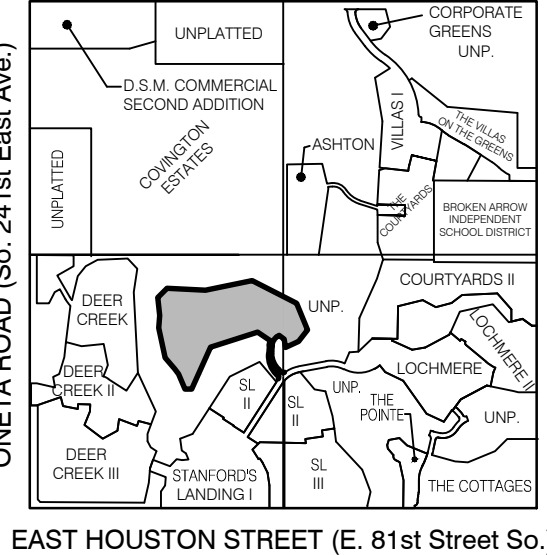 CORPORATE
GREENS
UNP.
UNPLATTED
D.S.M. COMMERCIAL
SECOND ADDITION
VILLAS I
THE VILLAS
ON THE GREENS
COVINGTON
ESTATES
ASHTON
UNPLATTED
THE
COURTYARDS
BROKEN ARROW
INDEPENDENT
SCHOOL DISTRICT
ONETA ROAD (So. 241st East Ave.)
COURTYARDS II
DEER
CREEK
UNP.
LOCHMERE II
DEER
CREEK II
LOCHMERE
SL
II
UNP.
SL
II
THE
POINTE
UNP.
DEER
CREEK III
STANFORD'S
LANDING I
SL
III
THE COTTAGES
EAST HOUSTON STREET (E. 81st Street So.